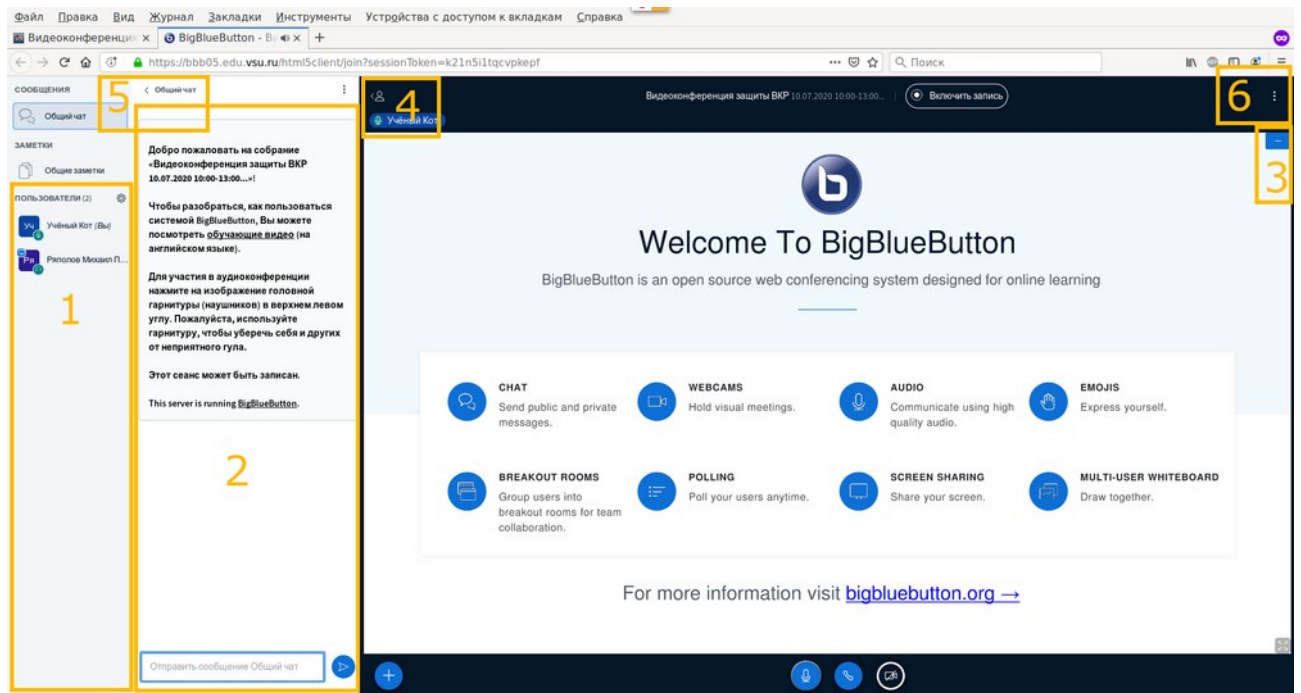 Файл Правка Вид Журнал Закладки Инструменты Устройства с доступом к вкладкам Справка
Видеоконференция × BigBlueButton - Bi × +
https://bbb05.edu.vsu.ru/html5client/join?sessionToken=k21n5i1tqcvpkepf
Поиск
СООБЩЕНИЯ
Общий чат
ЗАМЕТКИ
Общие заметки
ПОЛЬЗОВАТЕЛИ (2)
Уч Учёный Кот (Вы)
Ря Ряполов Михаил П...
1
5
Общий чат
Добро пожаловать на собрание
«Видеоконференция защиты ВКР
10.07.2020 10:00-13:00...»!
Чтобы разобраться, как пользоваться
системой BigBlueButton, Вы можете
посмотреть обучающие видео (на
английском языке).
Для участия в аудиоконференции
нажмите на изображение головной
гарнитуры (наушников) в верхнем левом
углу. Пожалуйста, используйте
гарнитуру, чтобы уберечь себя и других
от неприятного гула.
Этот сеанс может быть записан.
This server is running BigBlueButton.
2
Отправить сообщение Общий чат
4
Учёный Кот
Видеоконференция защиты ВКР 10.07.2020 10:00-13:00...
Включить запись
6
3
Welcome To BigBlueButton
BigBlueButton is an open source web conferencing system designed for online learning
CHAT
Send public and private
messages.
WEBCAMS
Hold visual meetings.
AUDIO
Communicate using high
quality audio.
EMOJIS
Express yourself.
BREAKOUT ROOMS
Group users into
breakout rooms for team
collaboration.
POLLING
Poll your users anytime.
SCREEN SHARING
Share your screen.
MULTI-USER WHITEBOARD
Draw together.
For more information visit bigbluebutton.org →